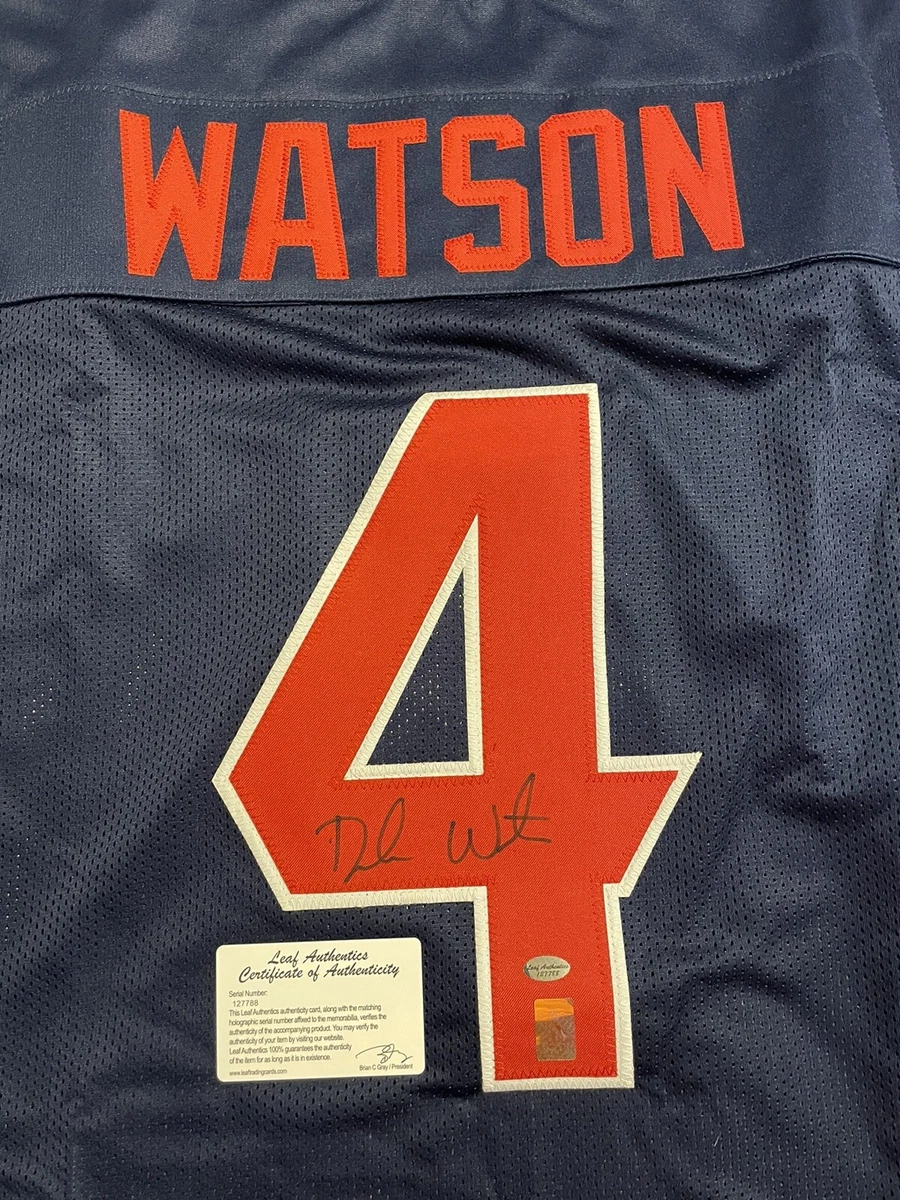 WATSON
4
Leaf Authentics
Certificate of Authenticity
Serial Number:
127788
This Leaf Authentics authenticity card, along with the matching
holographic serial number affixed to the memorabilia, verifies the
authenticity of the accompanying product. You may verify the
authenticity of your item by visiting our website.
Leaf Authentics 100% guarantees the authenticity
of the item for as long as it is in existence.
www.leaftradingcards.com
Brian C Gray / President
Leaf Authentics
127788